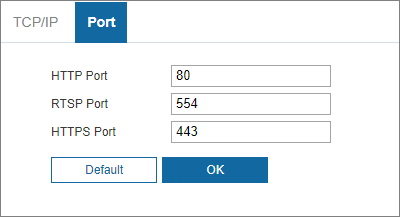 TCP/IP Port
HTTP Port 80
RTSP Port 554
HTTPS Port 443
Default OK